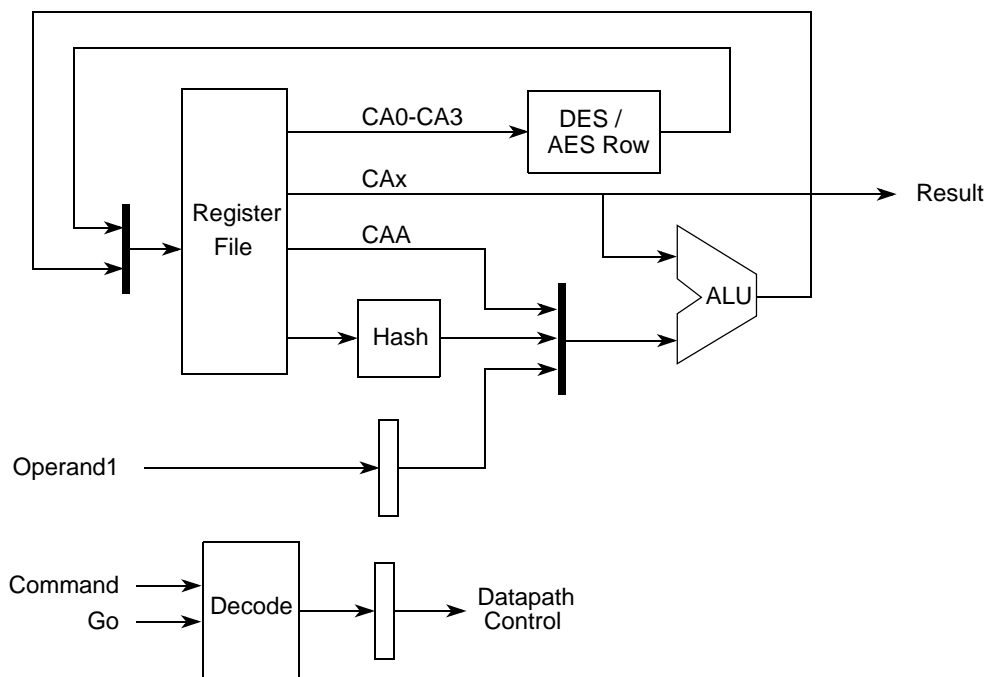 CA0-CA3
DES /
AES Row
CAx
Result
Register
File
CAA
ALU
Hash
Operand1
Command
Go
Decode
Datapath
Control